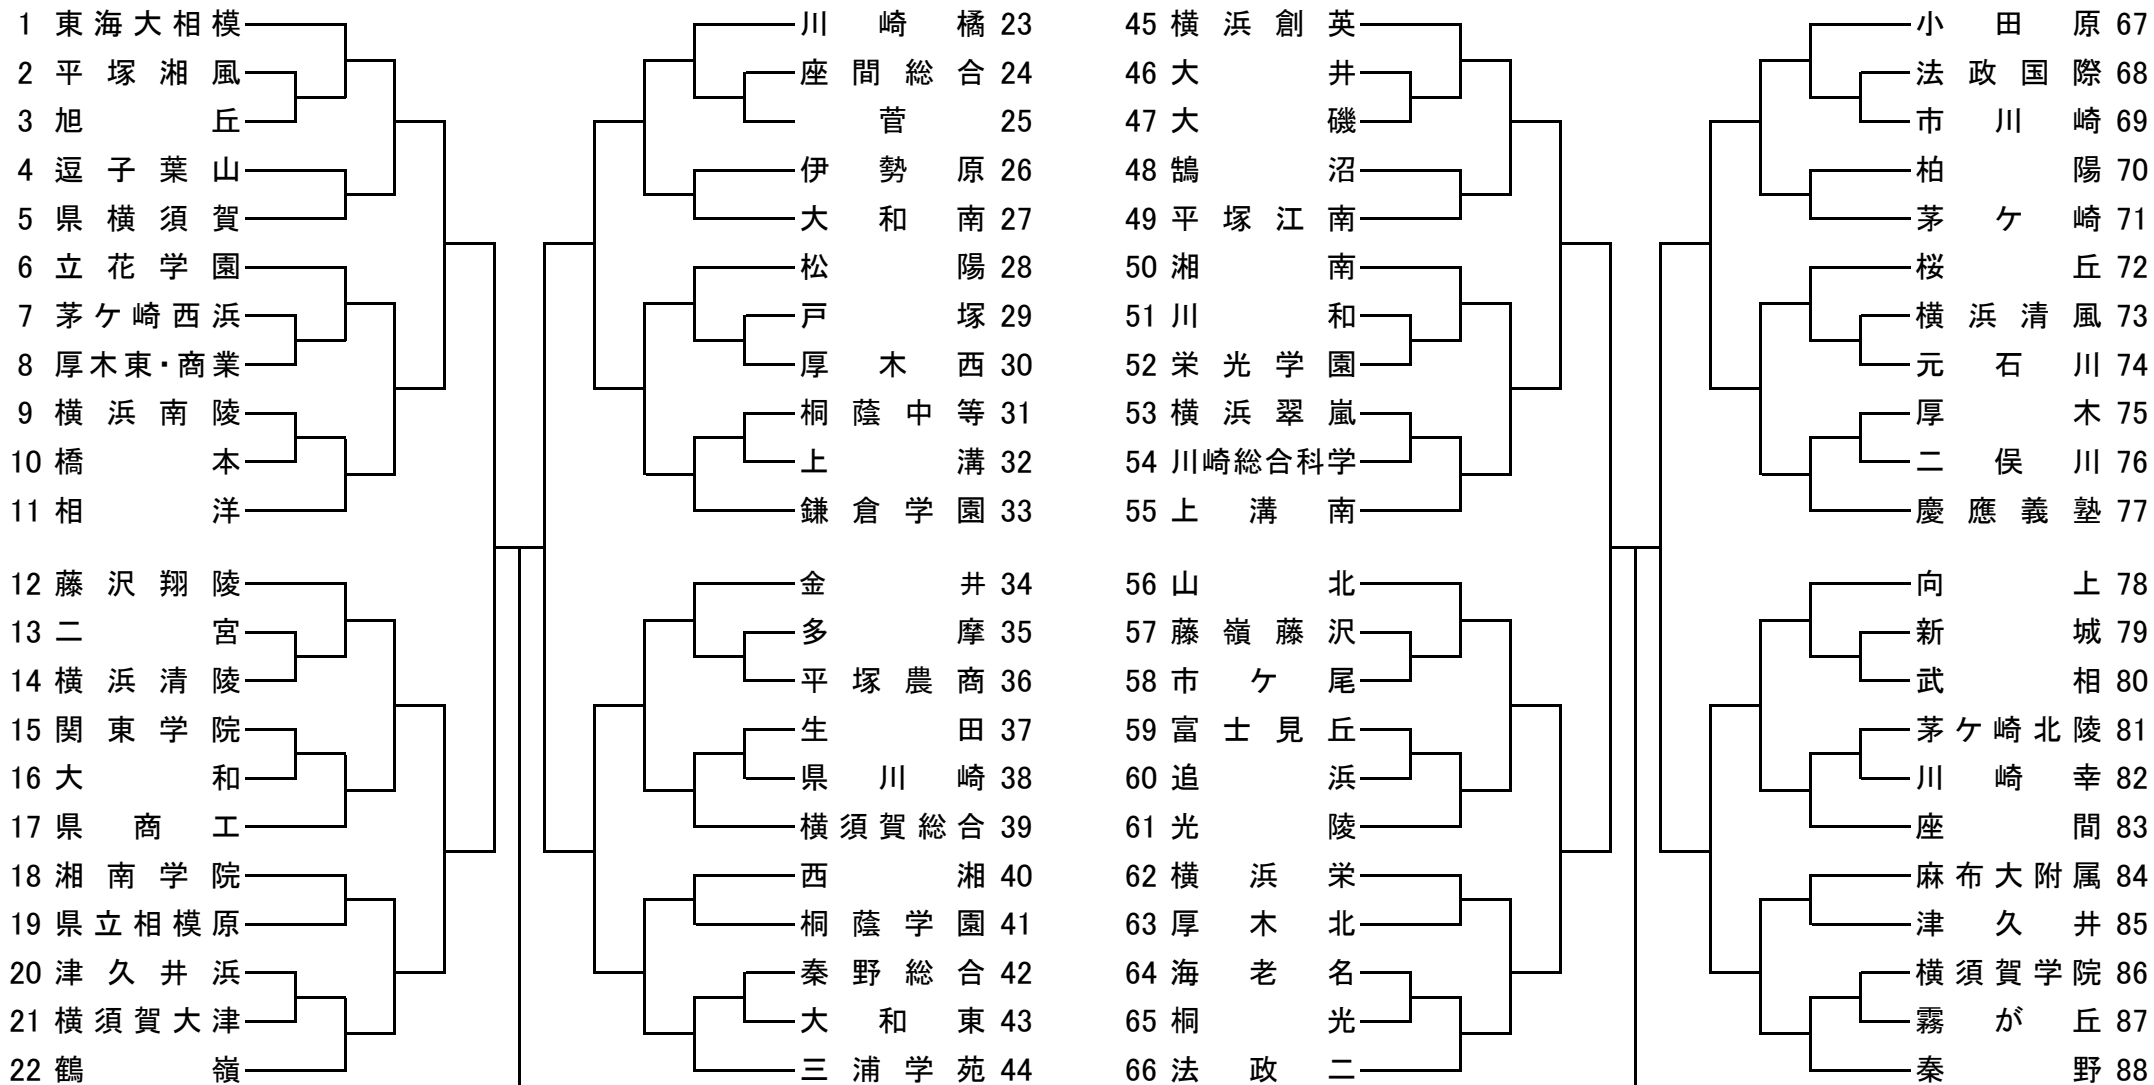 1 東海大相模
2 平塚湘風
3 旭丘
4 逗子葉山
5 県横須賀
6 立花学園
7 茅ケ崎西浜
8 厚木東・商業
9 横浜南陵
10 橋本
11 相洋
12 藤沢翔陵
13 二宮
14 横浜清陵
15 関東学院
16 大和
17 県商工
18 湘南学院
19 県立相模原
20 津久井浜
21 横須賀大津
22 鶴嶺
川崎橘 23
座間総合 24
菅 25
伊勢原 26
大和南 27
松陽 28
戸塚 29
厚木西 30
桐蔭中等 31
上溝 32
鎌倉学園 33
金井 34
多摩 35
平塚農商 36
生田 37
県川崎 38
横須賀総合 39
西湘 40
桐蔭学園 41
秦野総合 42
大和東 43
三浦学苑 44
45 横浜創英
46 大井
47 大磯
48 鵠沼
49 平塚江南
50 湘南
51 川和
52 栄光学園
53 横浜翠嵐
54 川崎総合科学
55 上溝南
56 山北
57 藤嶺藤沢
58 市ケ尾
59 富士見丘
60 追浜
61 光陵
62 横浜栄
63 厚木北
64 海老名
65 桐光
66 法政二
小田原 67
法政国際 68
市川崎 69
柏陽 70
茅ケ崎 71
桜丘 72
横浜清風 73
元石川 74
厚木 75
二俣川 76
慶應義塾 77
向上 78
新城 79
武相 80
茅ケ崎北陵 81
川崎幸 82
座間 83
麻布大附属 84
津久井 85
横須賀学院 86
霧が丘 87
秦野 88